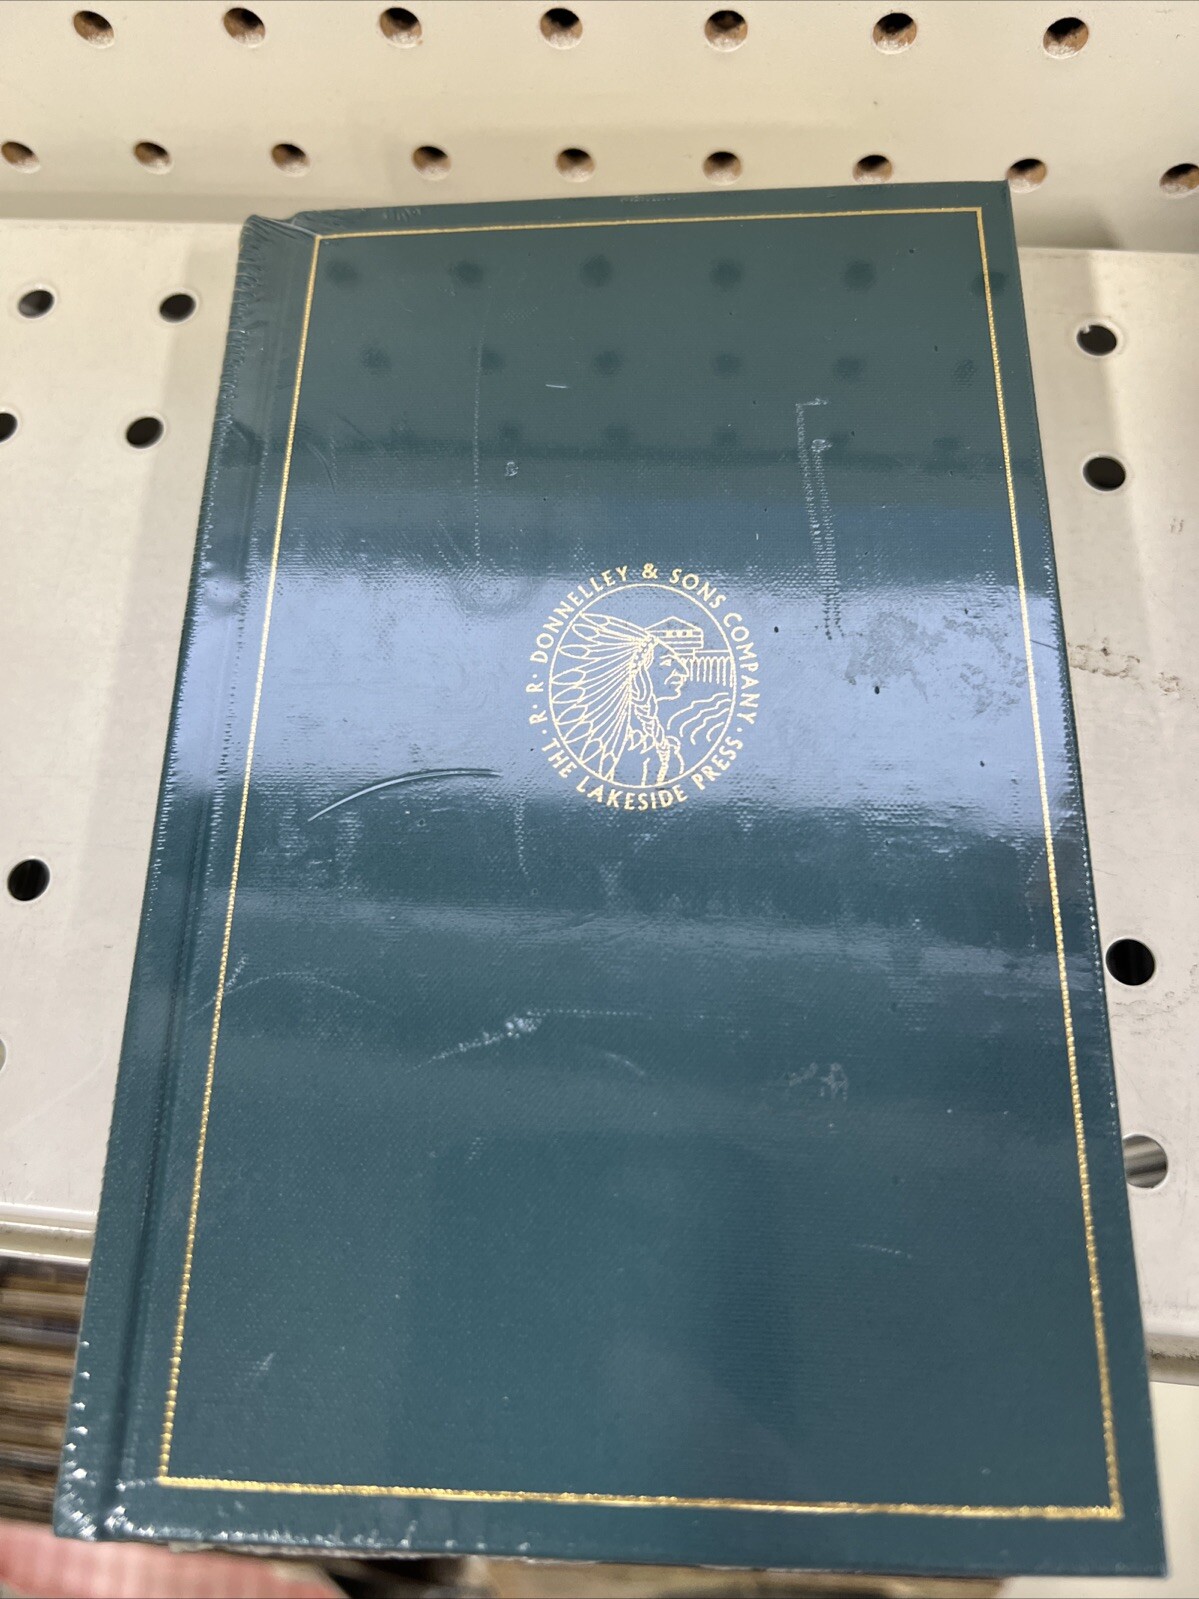 R · R · DONNELLEY & SONS COMPANY ·
THE LAKESIDE PRESS ·